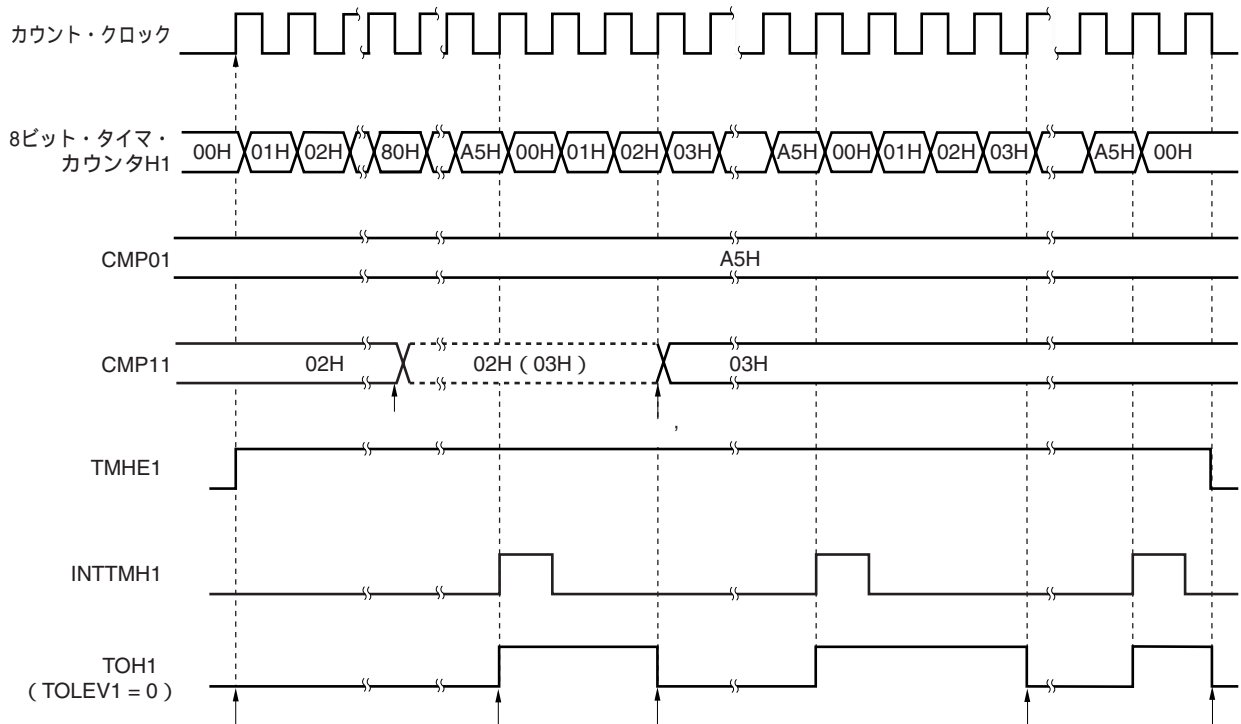 カウント・クロック
8ビット・タイマ・
カウンタH1
00H 01H 02H 80H A5H 00H 01H 02H 03H A5H 00H 01H 02H 03H A5H 00H
CMP01
A5H
CMP11
02H
02H（03H）
03H
,
TMHE1
INTTMH1
TOH1
（TOLEV1 = 0）